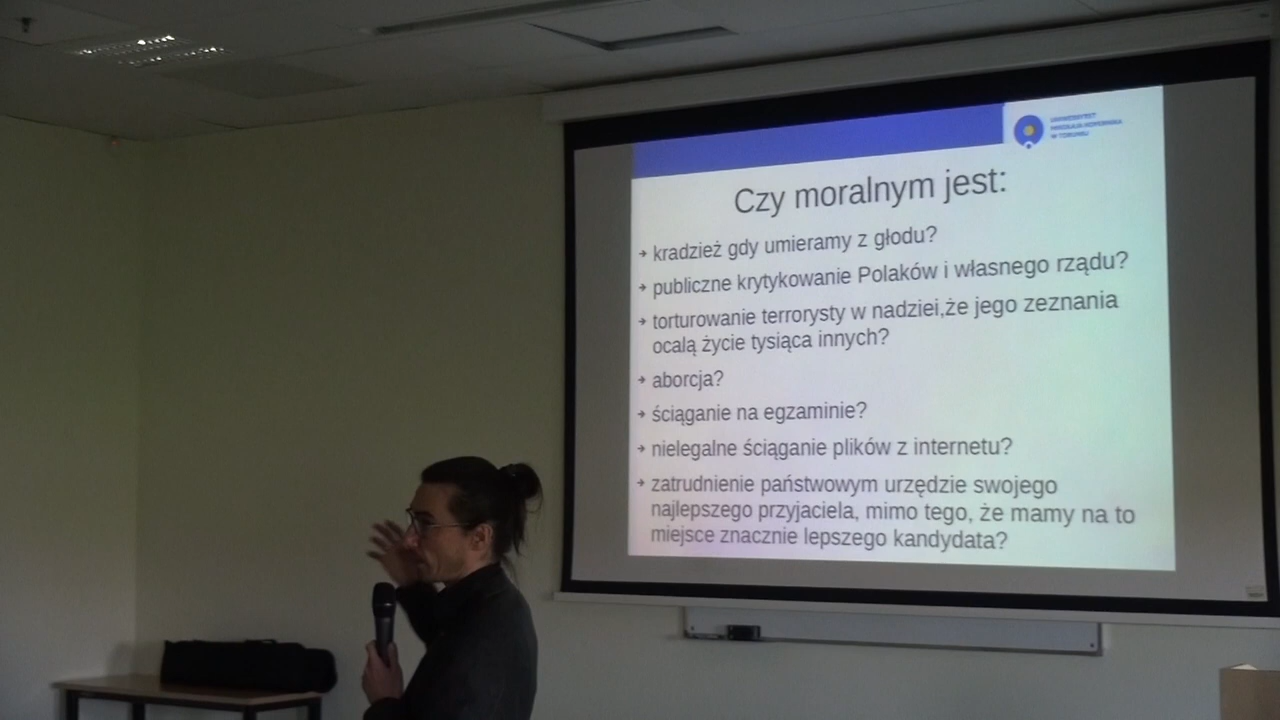 UNIWERSYTET
MIKOŁAJA KOPERNIKA
W TORUNIU
Czy moralnym jest:
kradzież gdy umieramy z głodu?
publiczne krytykowanie Polaków i własnego rządu?
torturowanie terrorysty w nadziei,że jego zeznania
ocalą życie tysiąca innych?
aborcja?
ściąganie na egzaminie?
nielegalne ściąganie plików z internetu?
zatrudnienie państwowym urzędzie swojego
najlepszego przyjaciela, mimo tego, że mamy na to
miejsce znacznie lepszego kandydata?